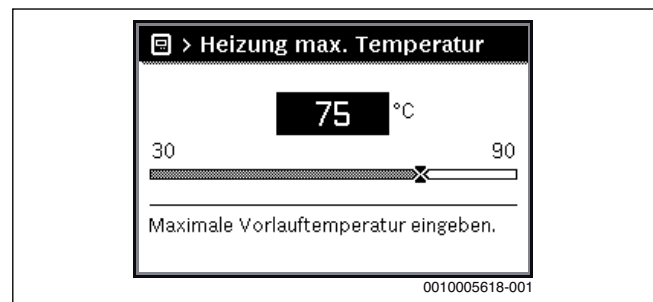 > Heizung max. Temperatur
75 °C
30 90
Maximale Vorlauftemperatur eingeben.
0010005618-001